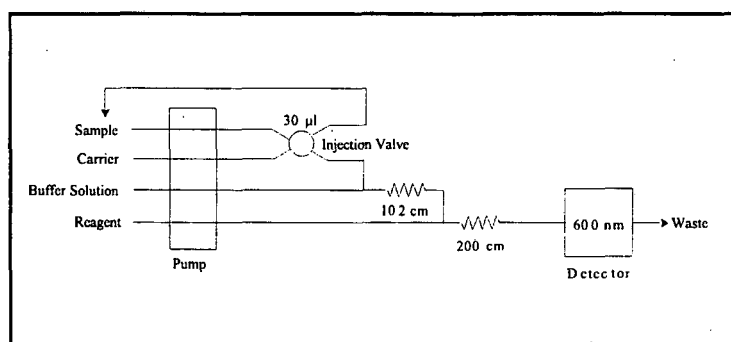 30 µl
Sample
Injection Valve
Carrier
Buffer Solution
102 cm
Reagent
600 nm
Waste
200 cm
Pump
Detector